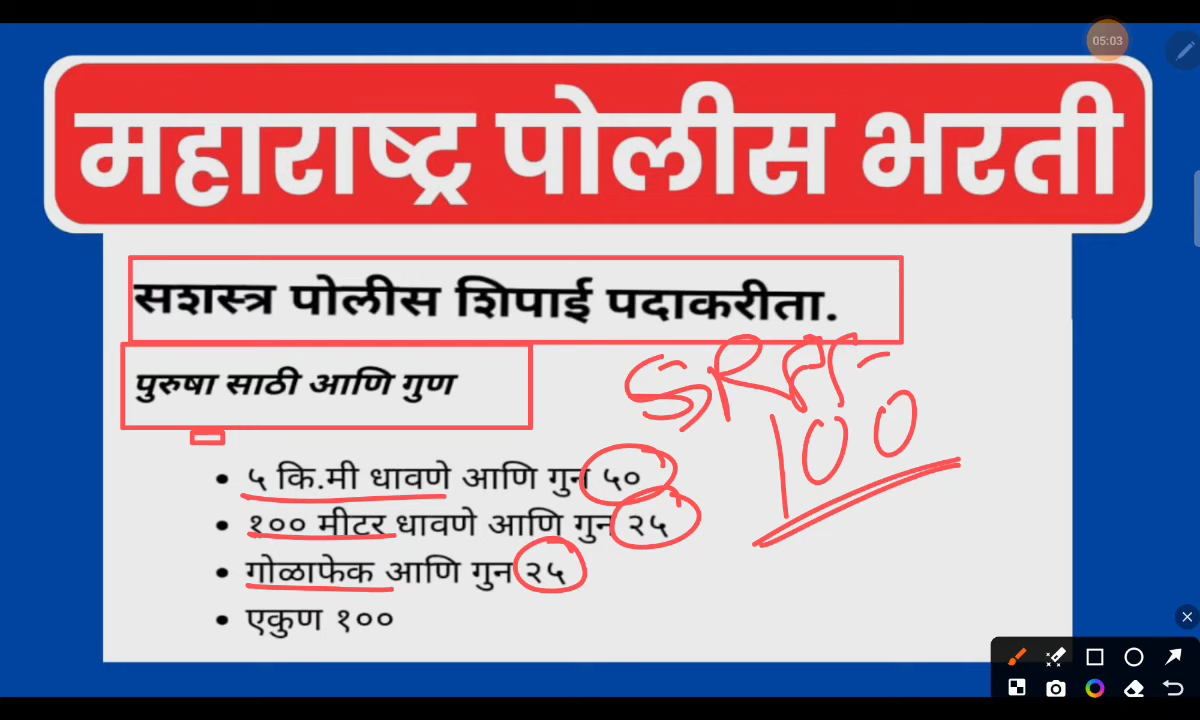 05:03
महाराष्ट्र पोलीस भरती
सशस्त्र पोलीस शिपाई पदाकरीता.
पुरुषा साठी आणि गुण
SRPF
100
• ५ कि.मी धावणे आणि गुन ५०
• १०० मीटर धावणे आणि गुन २५
• गोळाफेक आणि गुन २५
• एकुण १००